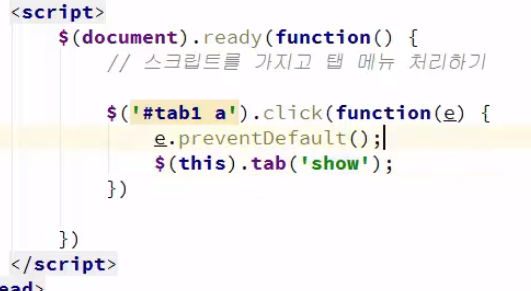 <script>
$(document).ready(function() {
// 스크립트를 가지고 탭 메뉴 처리하기
$('#tab1 a').click(function(e) {
e.preventDefault();
$(this).tab('show');
})
})
</script>
ead>